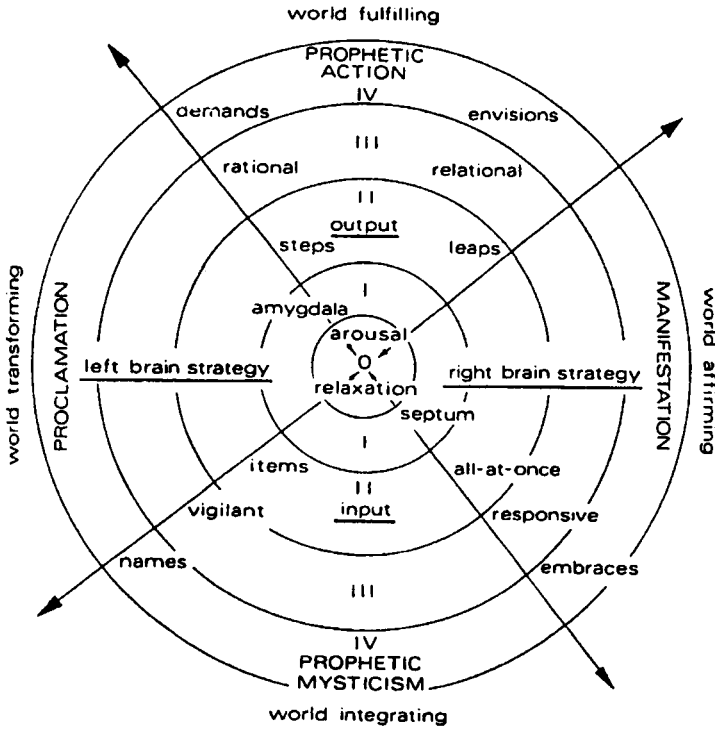 world fulfilling
PROPHETIC
ACTION
IV
demands
envisions
III
rational
relational
II
output
steps
leaps
I
amygdala
arousal
world transforming
PROCLAMATION
left brain strategy
O
right brain strategy
MANIFESTATION
world affirming
relaxation
septum
I
items
all-at-once
II
vigilant
input
responsive
names
embraces
III
IV
PROPHETIC
MYSTICISM
world integrating